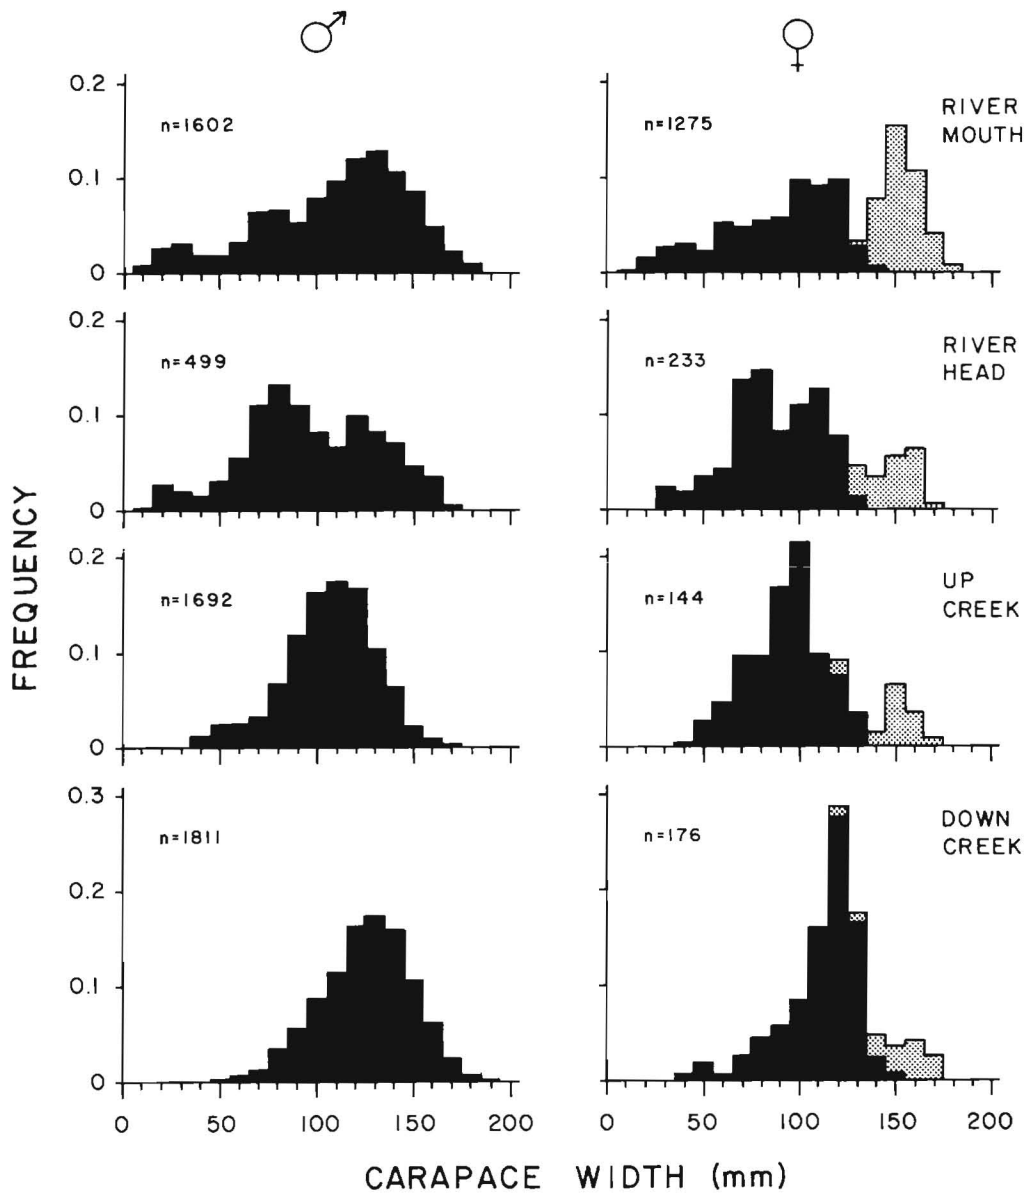 ♂ ♀
0.2
0.1
0
n=1602
n=1275
RIVER
MOUTH
0.2
0.1
0
n=499
n=233
RIVER
HEAD
0.2
0.1
0
n=1692
n=144
UP
CREEK
0.3
0.2
0.1
0
n=1811
n=176
DOWN
CREEK
0 50 100 150 200
0 50 100 150 200
FREQUENCY
CARAPACE WIDTH (mm)